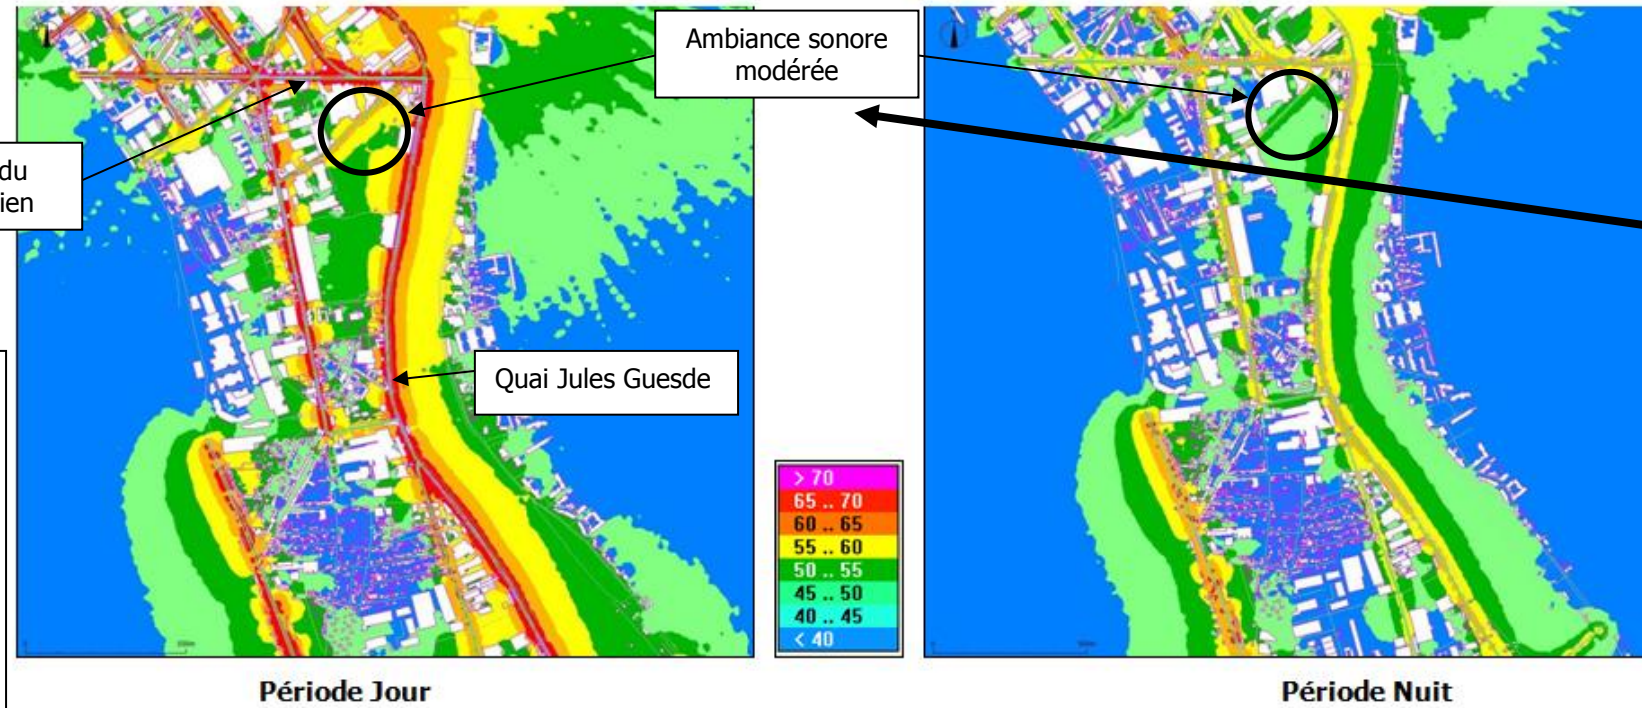 Ambiance sonore
modérée
du
ien
Quai Jules Guesde
> 70
65 .. 70
60 .. 65
55 .. 60
50 .. 55
45 .. 50
40 .. 45
< 40
Période Jour
Période Nuit